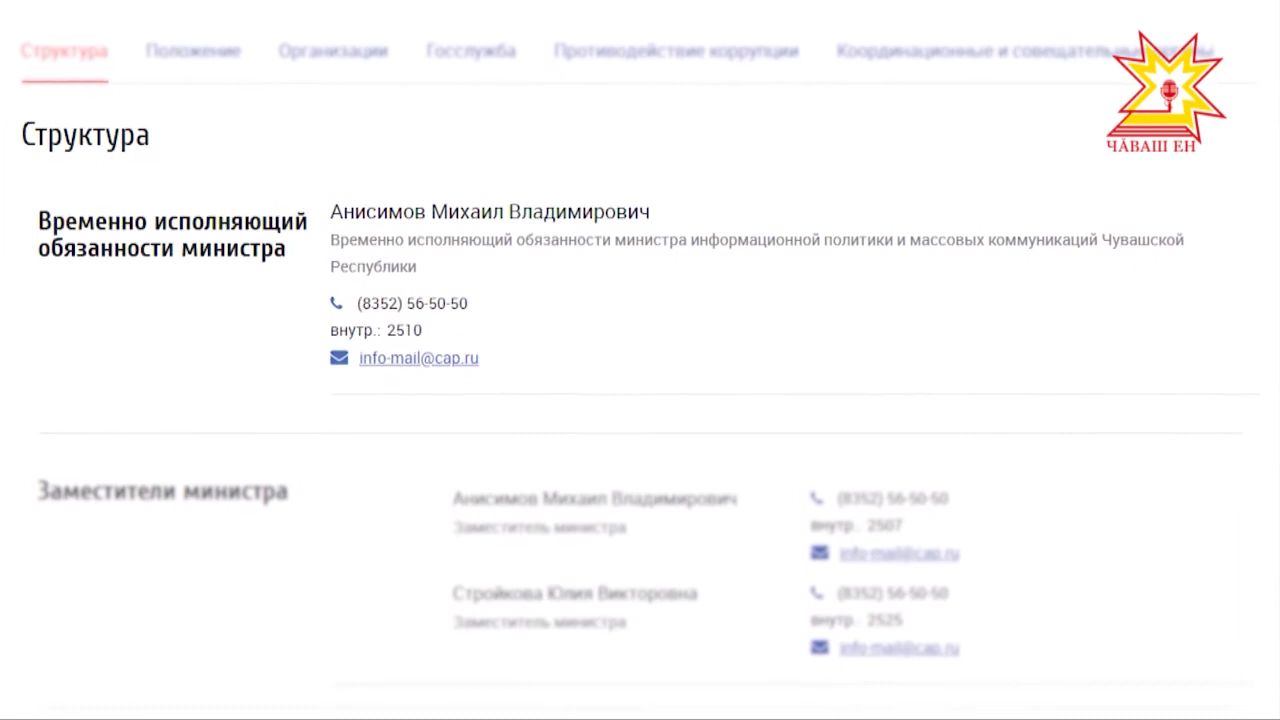 Структура Положение Организации Госслужба Противодействие коррупции Координационные и совещательные
ЧӐВАШ ЕН
Структура
Временно исполняющий
обязанности министра
Анисимов Михаил Владимирович
Временно исполняющий обязанности министра информационной политики и массовых коммуникаций Чувашской
Республики
(8352) 56-50-50
внутр.: 2510
info-mail@cap.ru
Заместители министра
Анисимов Михаил Владимирович
Заместитель министра
(8352) 56-50-50
внутр.: 2507
info-mail@cap.ru
Стройкова Юлия Викторовна
Заместитель министра
(8352) 56-50-50
внутр.: 2525
info-mail@cap.ru